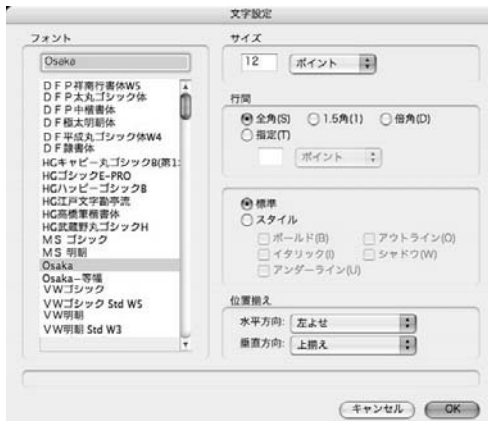 文字設定
フォント
Osaka
DFP祥南行書体W5
DFP太丸ゴシック体
DFP中楷書体
DF極太明朝体
DF平成丸ゴシック体W4
DF隷書体
HGキャピー丸ゴシックB(第1:
HGゴシックE-PRO
HGハッピーゴシックB
HG江戸文字勘亭流
HG高橋筆楷書体
HG武蔵野丸ゴシックH
MS ゴシック
MS 明朝
Osaka
Osaka-等幅
VWゴシック
VWゴシック Std W5
VW明朝
VW明朝 Std W3
サイズ
12 ポイント
行間
全角(S) 1.5角(1) 倍角(D)
指定(T)
ポイント
標準
スタイル
ボールド(B) アウトライン(O)
イタリック(I) シャドウ(W)
アンダーライン(U)
位置揃え
水平方向: 左よせ
垂直方向: 上揃え
キャンセル OK